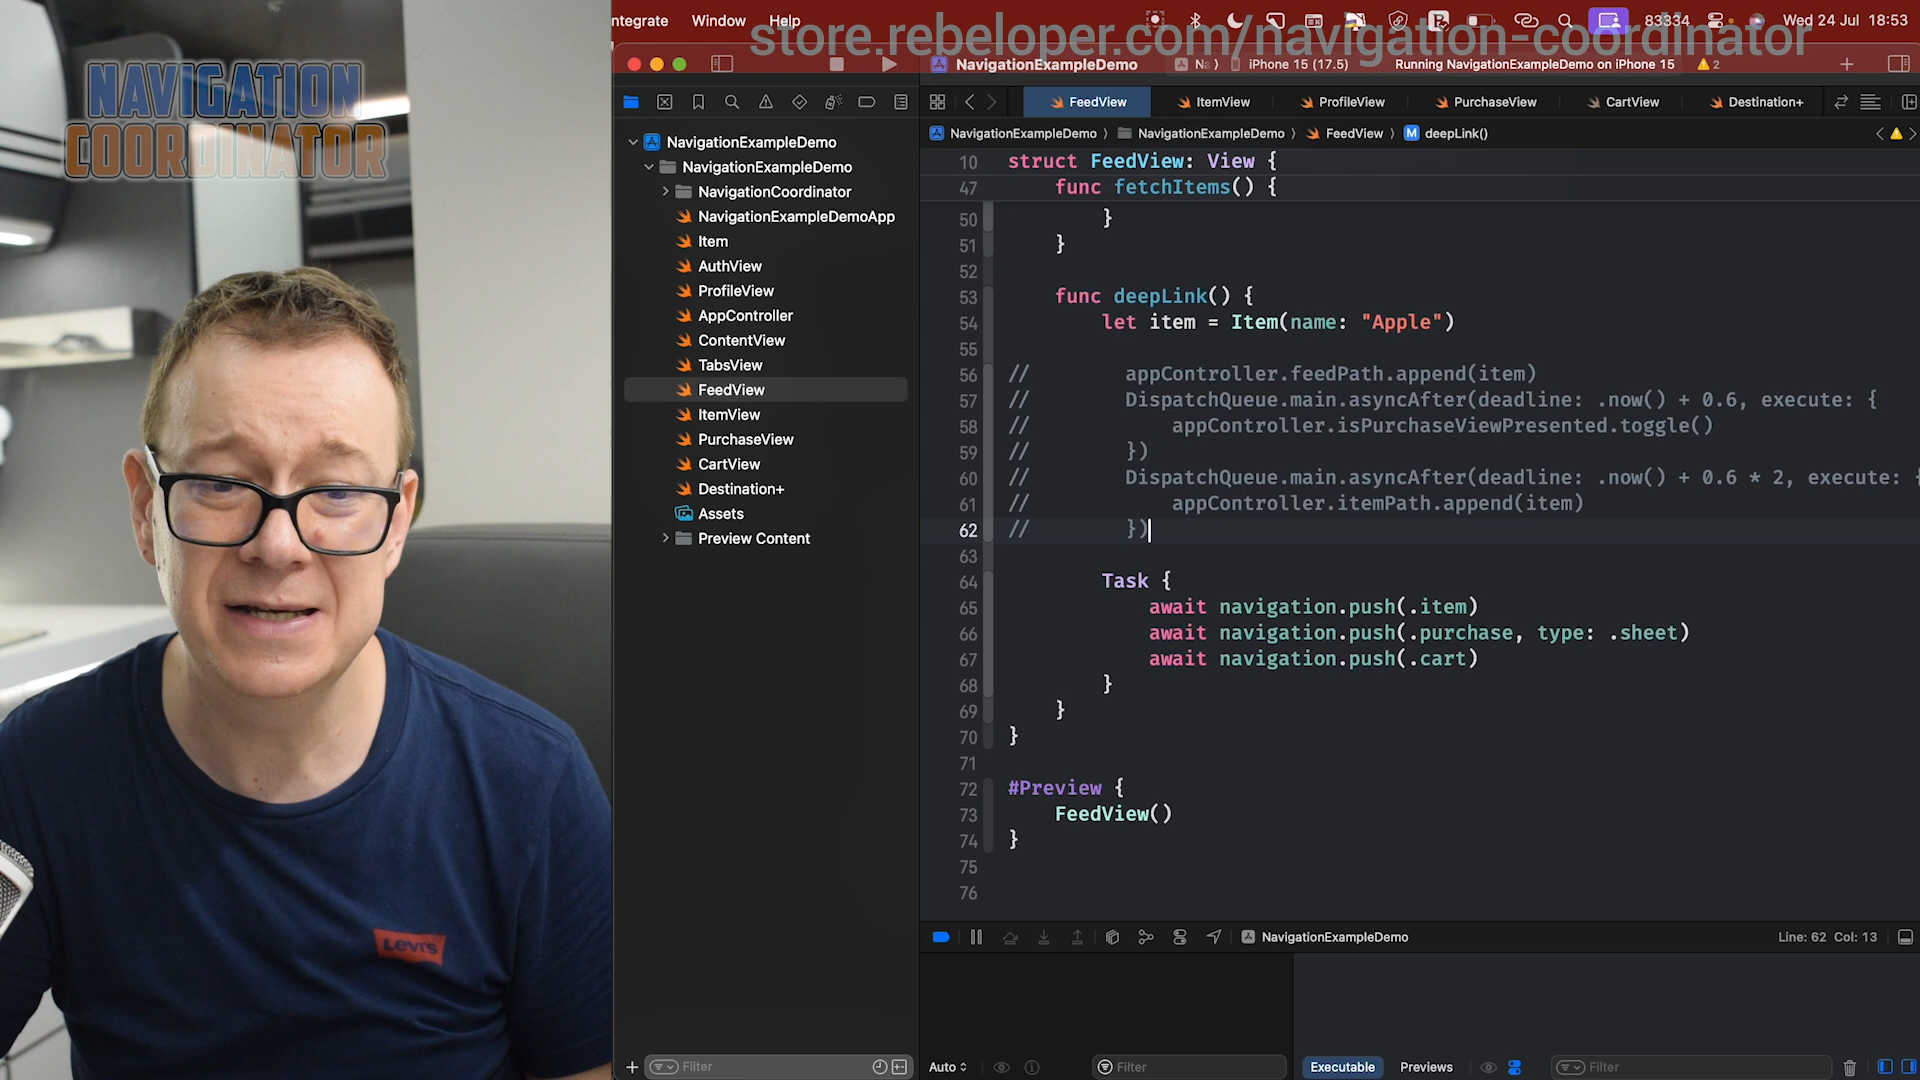 NAVIGATION
COORDINATOR
Levi's
ntegrate Window Help
83334 Wed 24 Jul 18:53
store.rebeloper.com/navigation-coordinator
NavigationExampleDemo
iPhone 15 (17.5)
Running NavigationExampleDemo on iPhone 15
2
FeedView
ItemView
ProfileView
PurchaseView
CartView
Destination+
NavigationExampleDemo
NavigationExampleDemo
FeedView
M deepLink()
NavigationExampleDemo
NavigationExampleDemo
NavigationCoordinator
NavigationExampleDemoApp
Item
AuthView
ProfileView
AppController
ContentView
TabsView
FeedView
ItemView
PurchaseView
CartView
Destination+
Assets
Preview Content
Filter
10 struct FeedView: View {
47 func fetchItems() {
50 }
51 }
52
53 func deepLink() {
54 let item = Item(name: "Apple")
55
56 // appController.feedPath.append(item)
57 // DispatchQueue.main.asyncAfter(deadline: .now() + 0.6, execute: {
58 // appController.isPurchaseViewPresented.toggle()
59 // })
60 // DispatchQueue.main.asyncAfter(deadline: .now() + 0.6 * 2, execute: {
61 // appController.itemPath.append(item)
62 // })
63
64 Task {
65 await navigation.push(.item)
66 await navigation.push(.purchase, type: .sheet)
67 await navigation.push(.cart)
68 }
69 }
70 }
71
72 #Preview {
73 FeedView()
74 }
75
76
NavigationExampleDemo
Line: 62 Col: 13
Auto
Filter
Executable
Previews
Filter